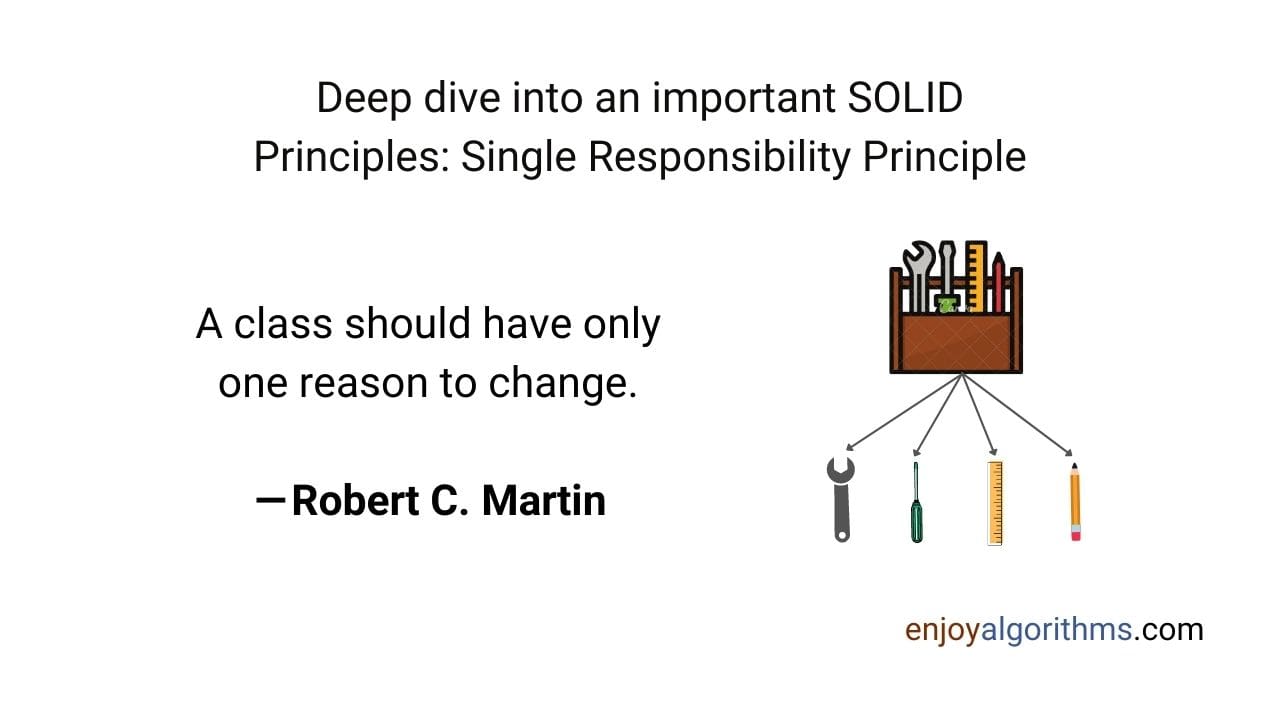 Deep dive into an important SOLID
Principles: Single Responsibility Principle
A class should have only
one reason to change.
—Robert C. Martin
enjoyalgorithms.com